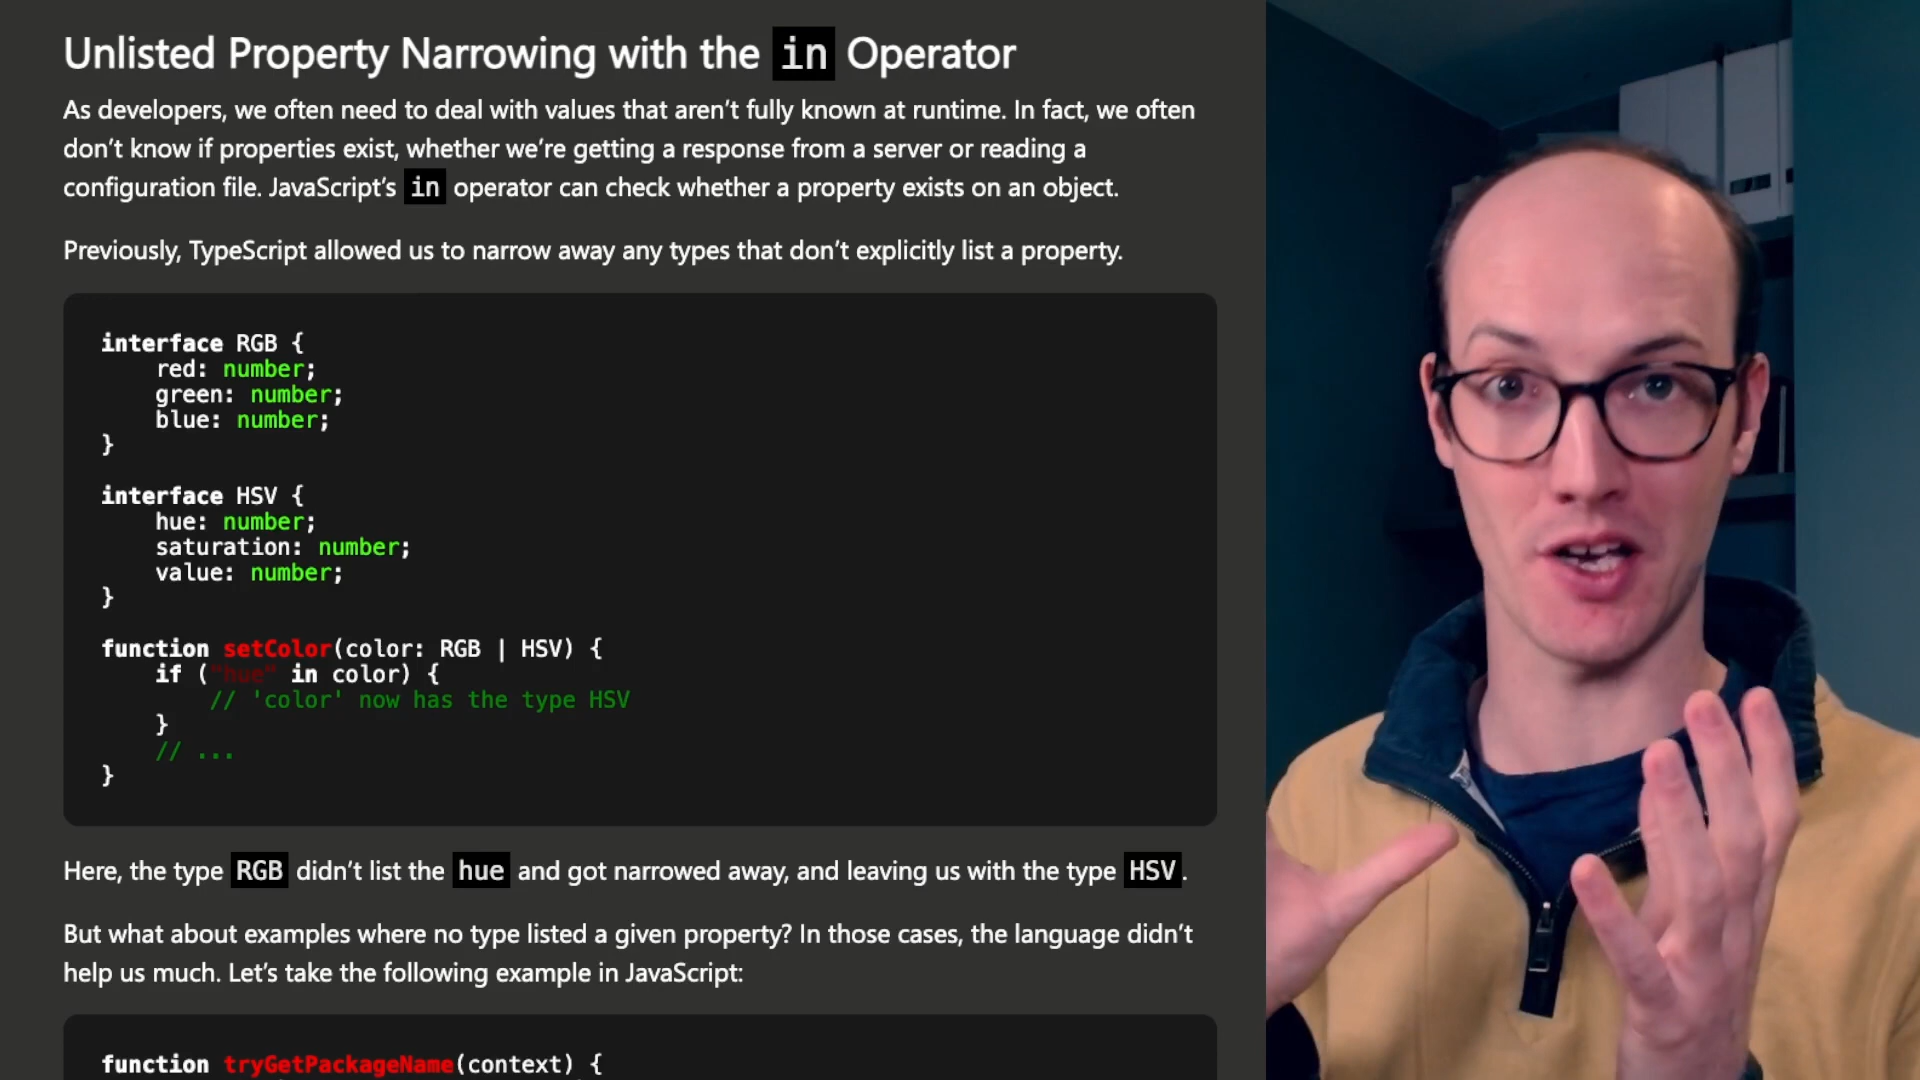 Unlisted Property Narrowing with the in Operator
As developers, we often need to deal with values that aren’t fully known at runtime. In fact, we often
don’t know if properties exist, whether we’re getting a response from a server or reading a
configuration file. JavaScript’s in operator can check whether a property exists on an object.
Previously, TypeScript allowed us to narrow away any types that don’t explicitly list a property.
interface RGB {
    red: number;
    green: number;
    blue: number;
}
interface HSV {
    hue: number;
    saturation: number;
    value: number;
}
function setColor(color: RGB | HSV) {
    if ("hue" in color) {
        // 'color' now has the type HSV
    }
    // ...
}
Here, the type RGB didn’t list the hue and got narrowed away, and leaving us with the type HSV.
But what about examples where no type listed a given property? In those cases, the language didn’t
help us much. Let’s take the following example in JavaScript:
function tryGetPackageName(context) {